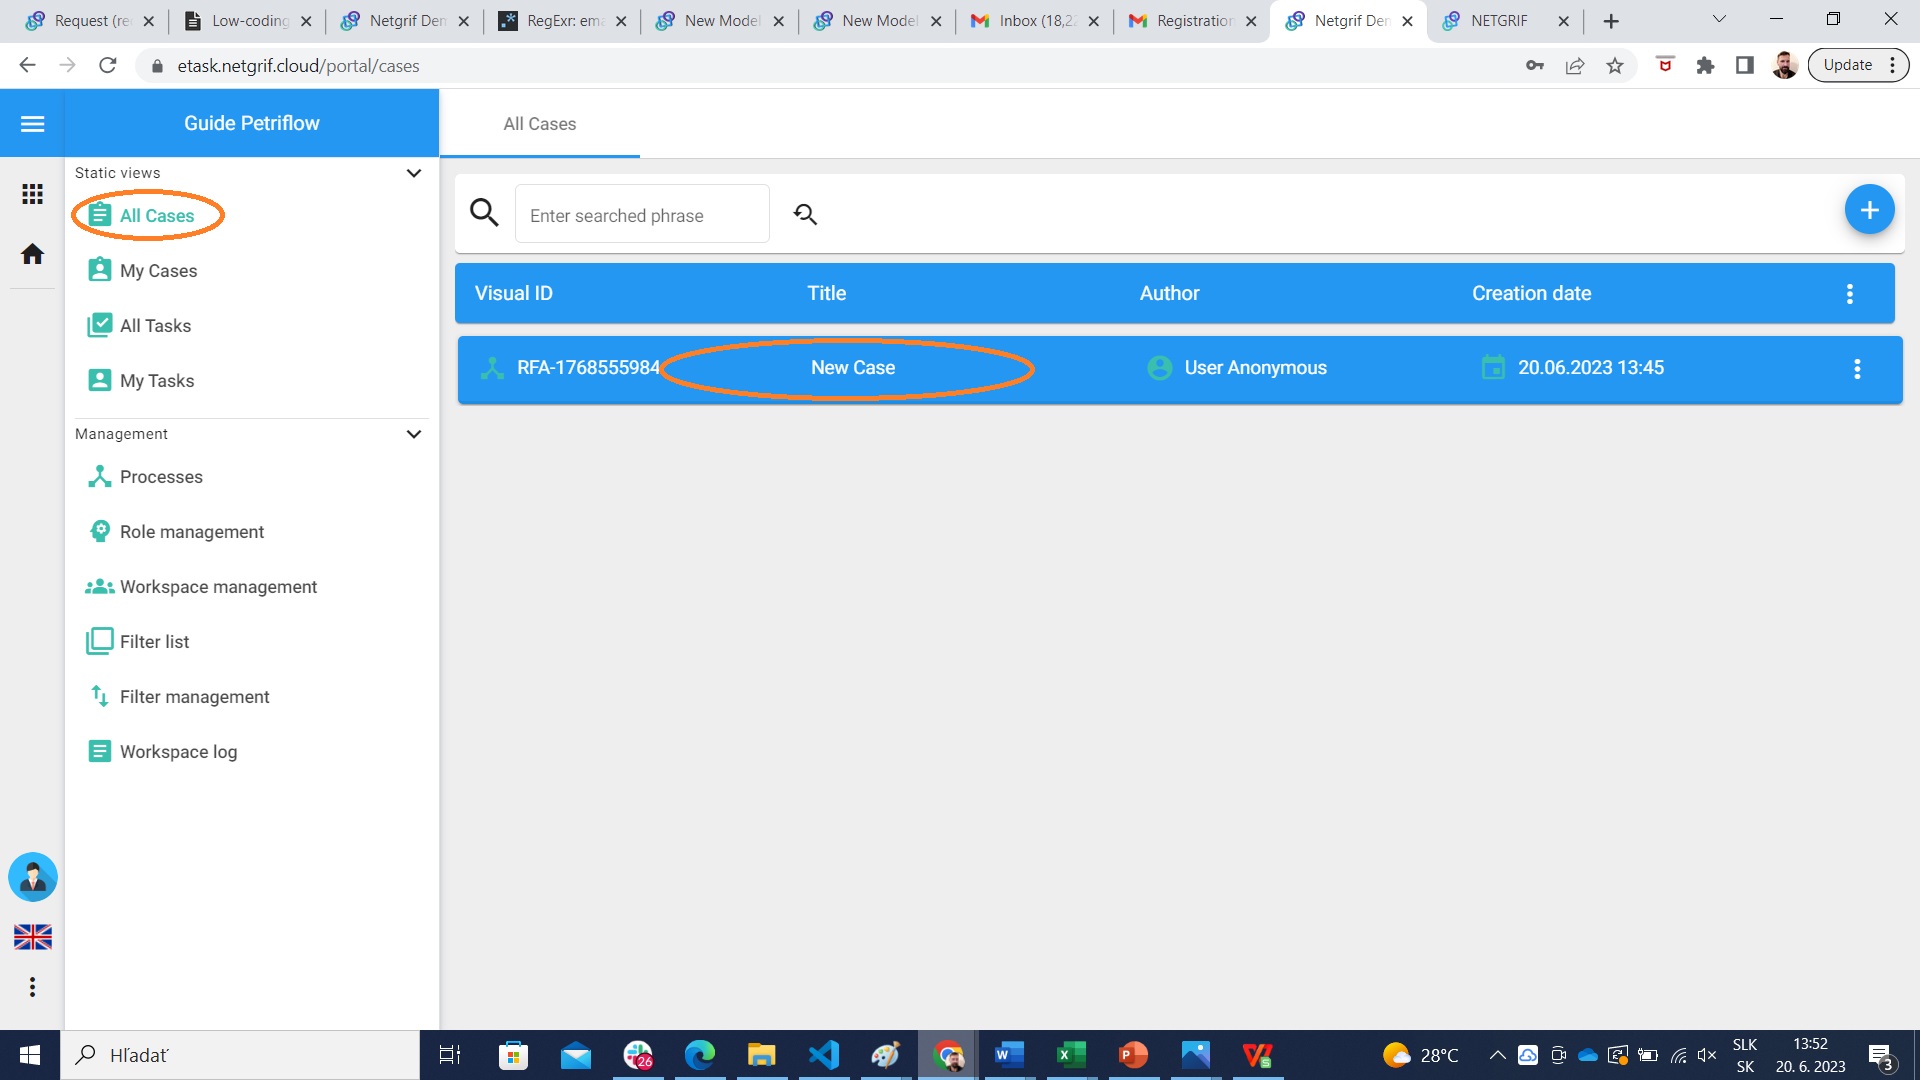 Request (re
Low-coding
Netgrif Den
RegExr: ema
New Model
New Model
Inbox (18,22
Registration
Netgrif Den
NETGRIF
etask.netgrif.cloud/portal/cases
Update
Guide Petriflow
All Cases
Static views
All Cases
My Cases
All Tasks
My Tasks
Management
Processes
Role management
Workspace management
Filter list
Filter management
Workspace log
Enter searched phrase
Visual ID Title Author Creation date
RFA-1768555984 New Case User Anonymous 20.06.2023 13:45
Hľadať
26
28°C
SLK
SK
13:52
20. 6. 2023
3